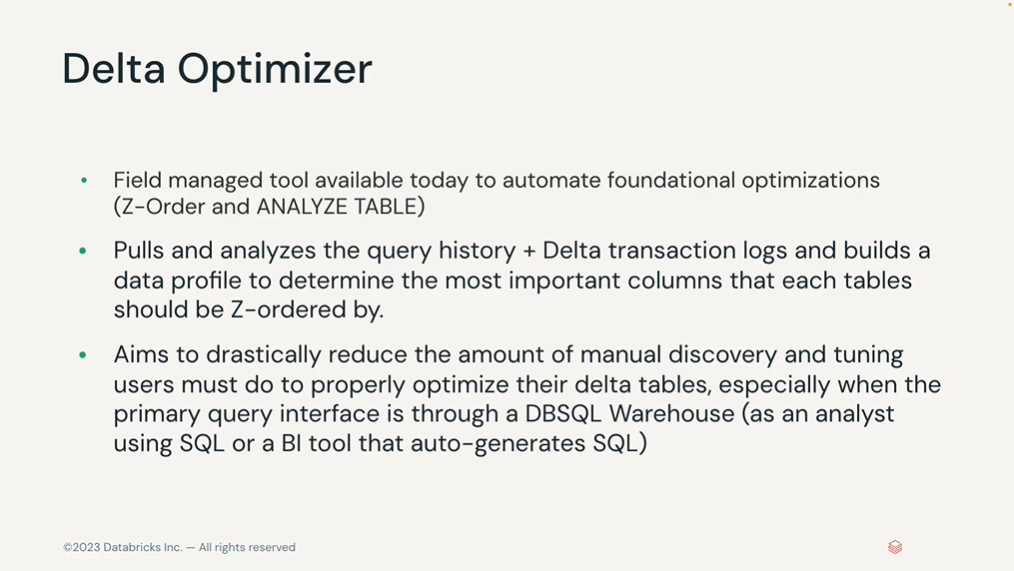 Delta Optimizer
• Field managed tool available today to automate foundational optimizations
(Z-Order and ANALYZE TABLE)
• Pulls and analyzes the query history + Delta transaction logs and builds a
data profile to determine the most important columns that each tables
should be Z-ordered by.
• Aims to drastically reduce the amount of manual discovery and tuning
users must do to properly optimize their delta tables, especially when the
primary query interface is through a DBSQL Warehouse (as an analyst
using SQL or a BI tool that auto-generates SQL)
©2023 Databricks Inc. — All rights reserved